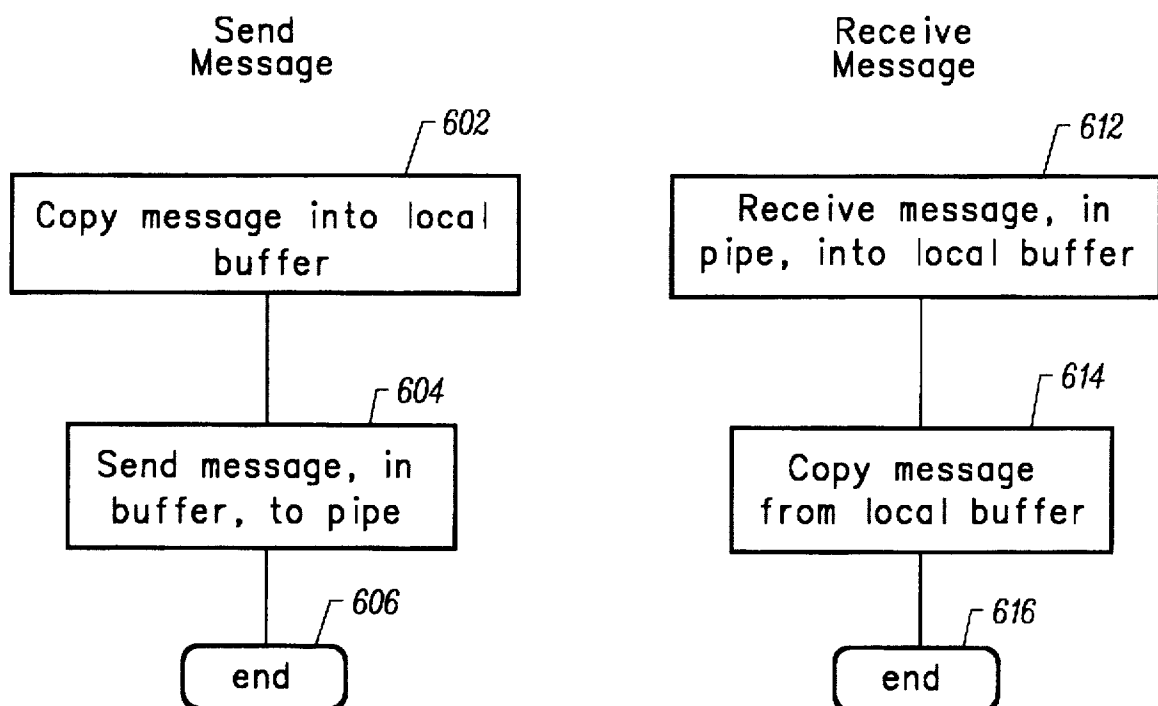 Send
Message
602
Copy message into local
buffer
604
Send message, in
buffer, to pipe
606
end
Receive
Message
612
Receive message, in
pipe, into local buffer
614
Copy message
from local buffer
616
end